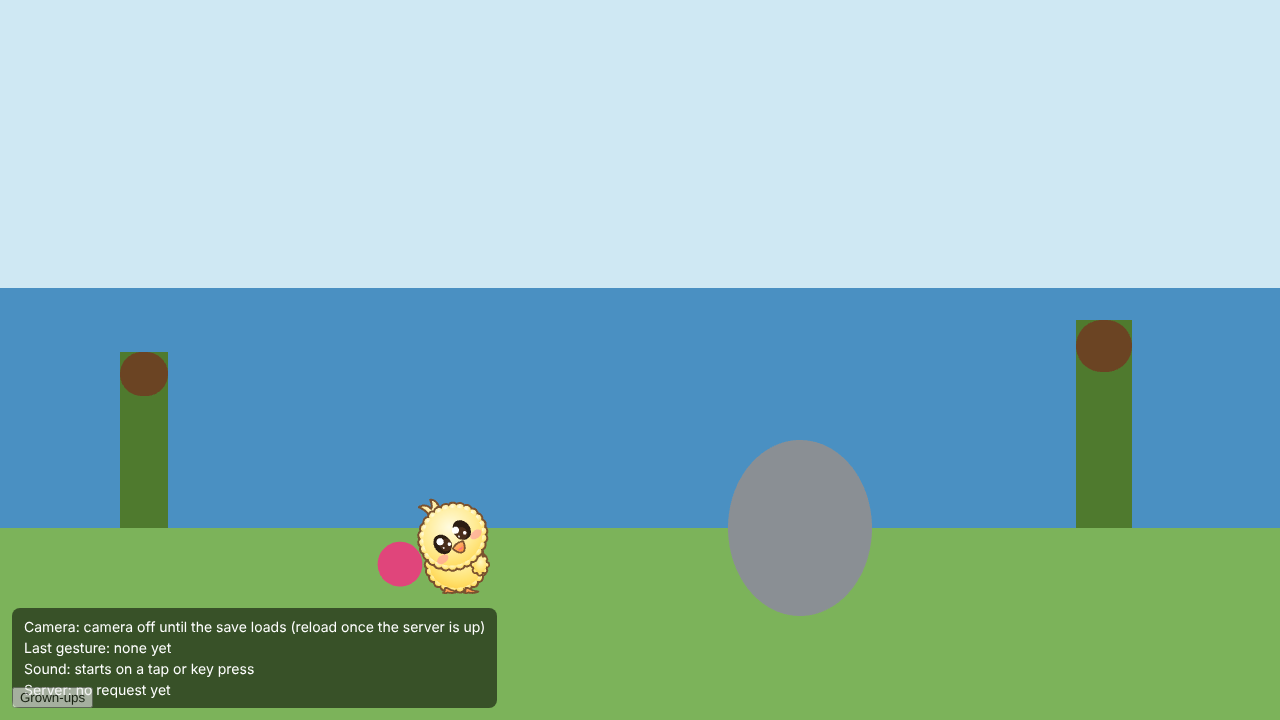 Camera: camera off until the save loads (reload once the server is up)
Last gesture: none yet
Sound: starts on a tap or key press
Server: no request yet
Grown-ups